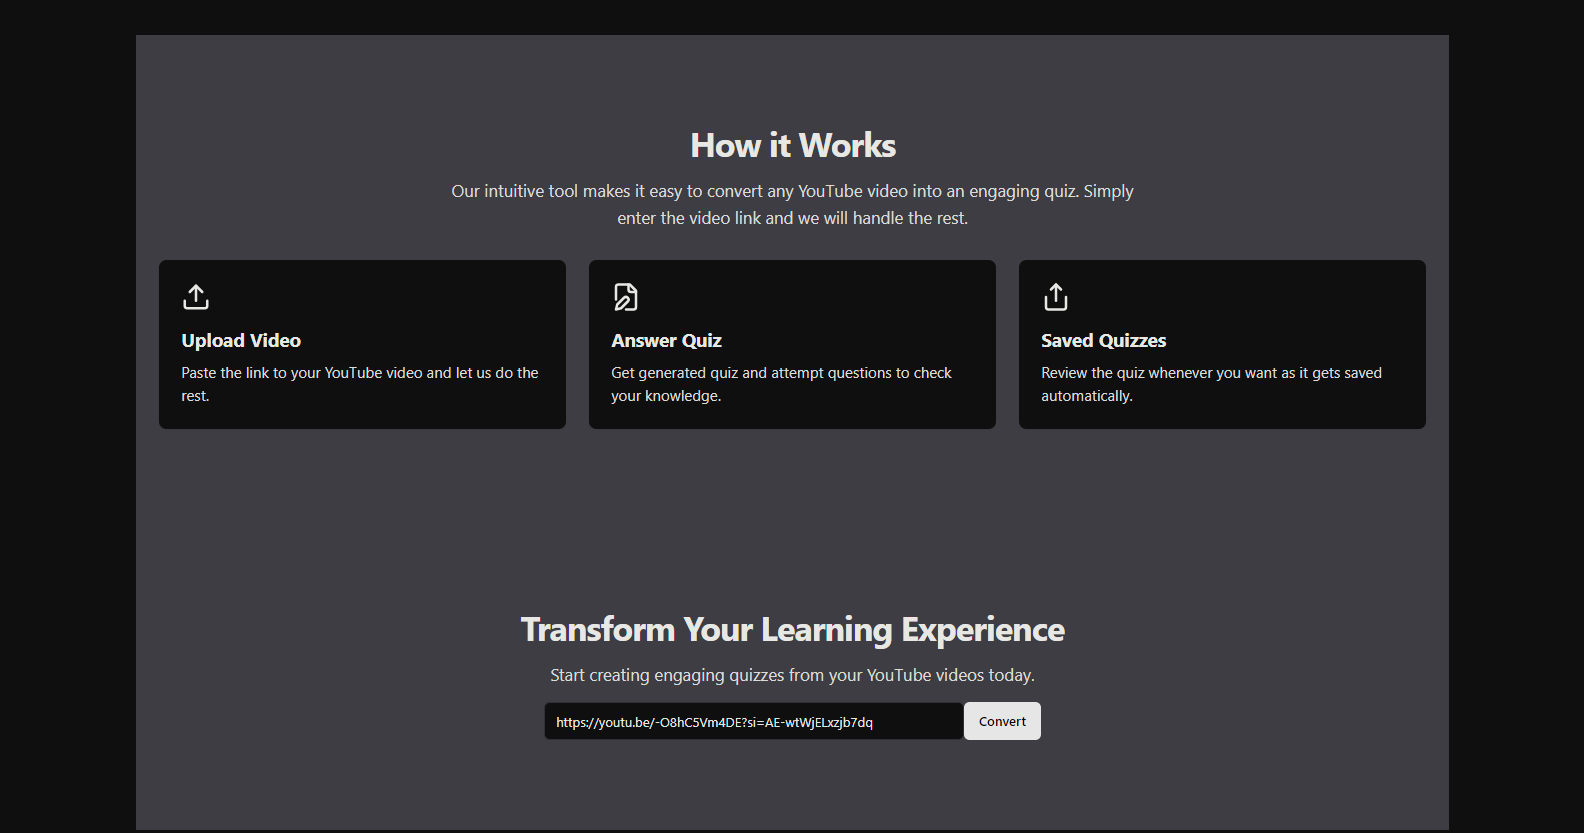 How it Works
Our intuitive tool makes it easy to convert any YouTube video into an engaging quiz. Simply
enter the video link and we will handle the rest.
Upload Video
Paste the link to your YouTube video and let us do the
rest.
Answer Quiz
Get generated quiz and attempt questions to check
your knowledge.
Saved Quizzes
Review the quiz whenever you want as it gets saved
automatically.
Transform Your Learning Experience
Start creating engaging quizzes from your YouTube videos today.
https://youtu.be/-O8hC5Vm4DE?si=AE-wtWjELxzjb7dq
Convert